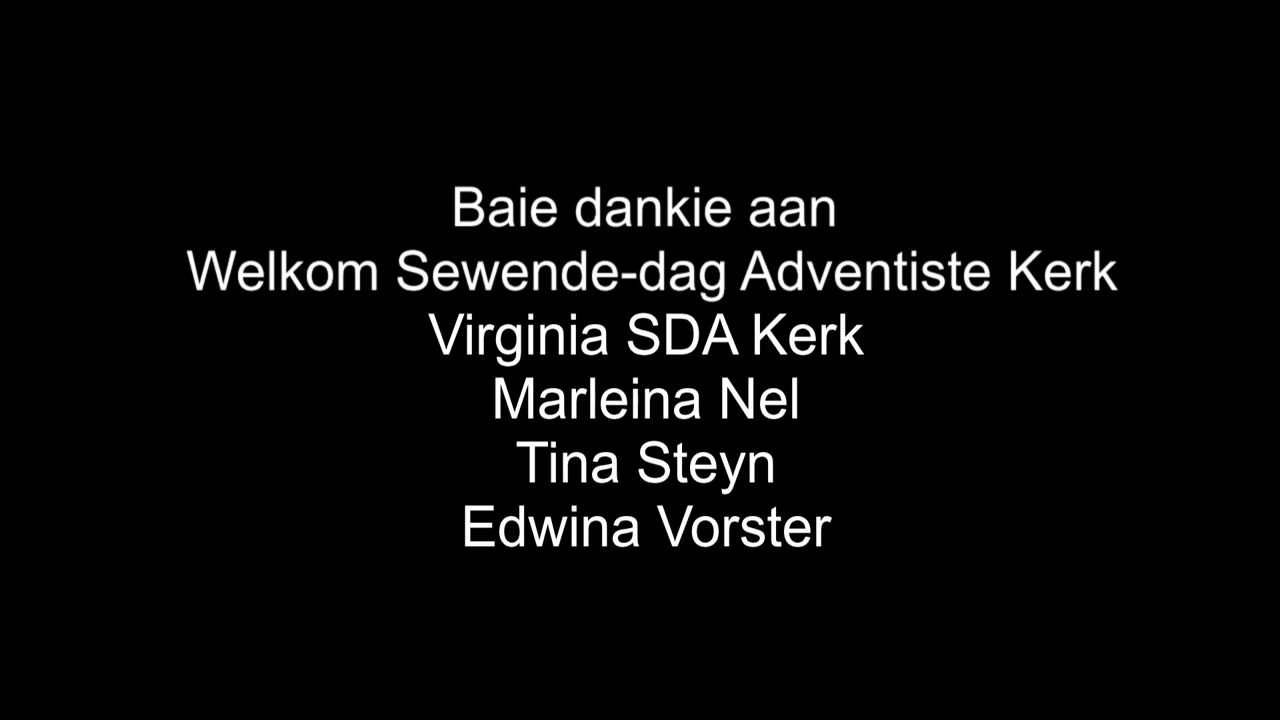 Baie dankie aan
Welkom Sewende-dag Adventiste Kerk
Virginia SDA Kerk
Marleina Nel
Tina Steyn
Edwina Vorster